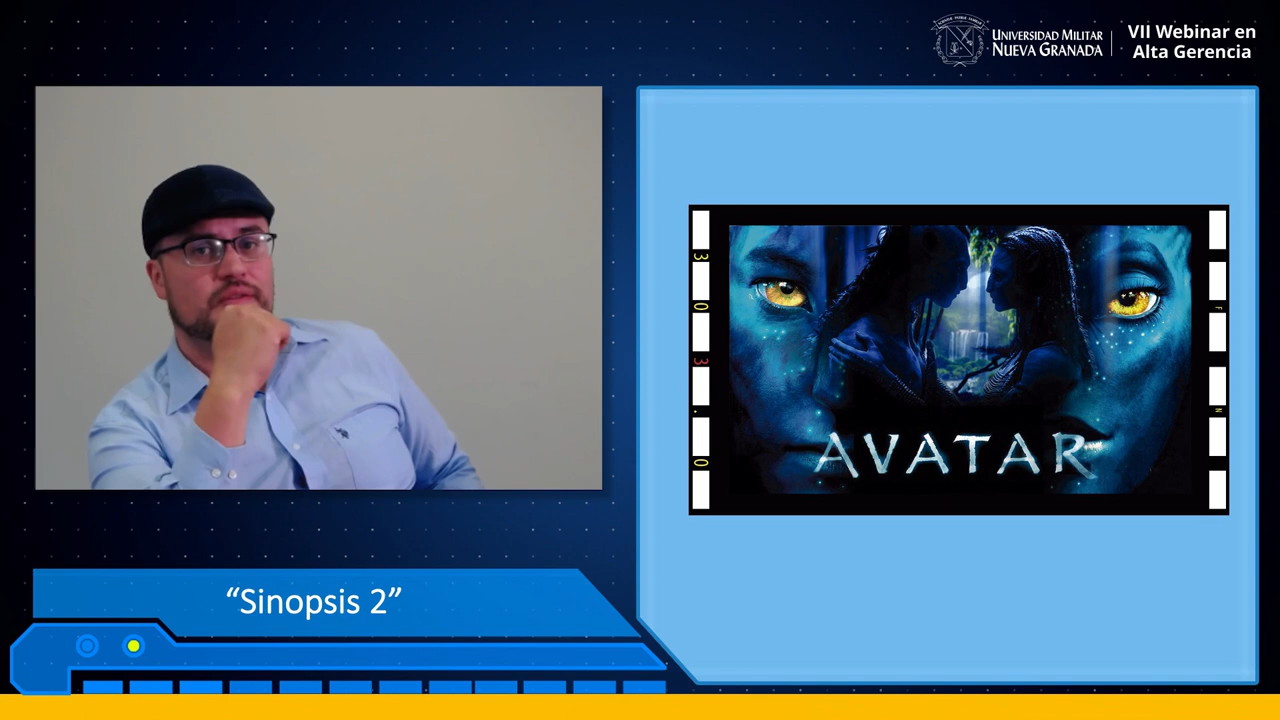 UNIVERSIDAD MILITAR
NUEVA GRANADA
VII Webinar en
Alta Gerencia
AVATAR
“Sinopsis 2”